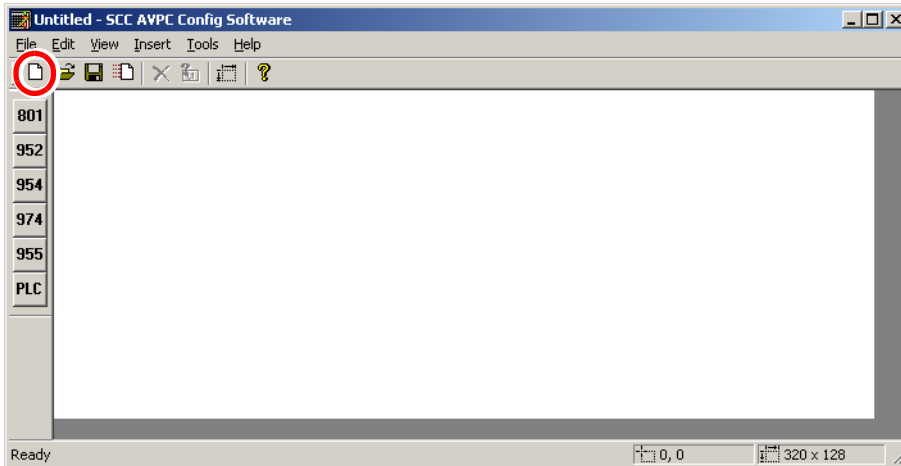 Untitled - SCC AVPC Config Software
File Edit View Insert Tools Help
801
952
954
974
955
PLC
Ready 0, 0 320 x 128